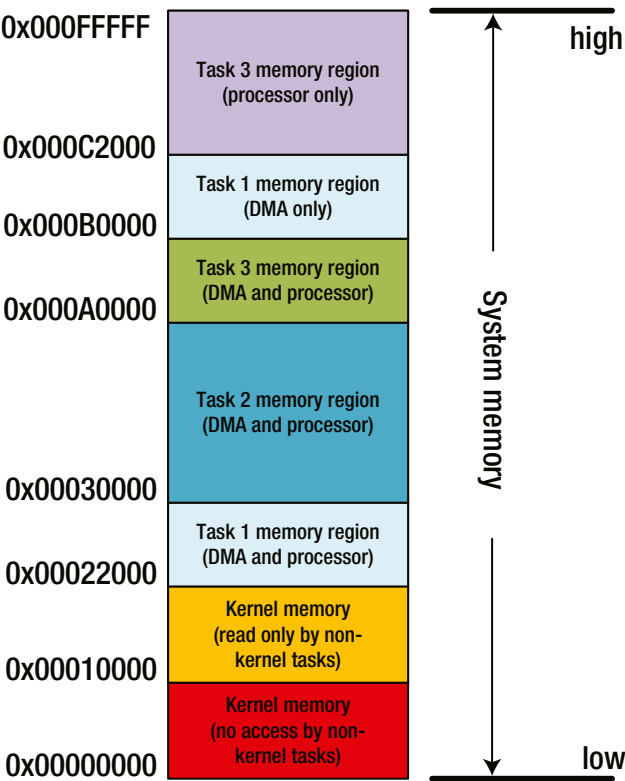 0x000FFFFF
high
Task 3 memory region
(processor only)
0x000C2000
Task 1 memory region
(DMA only)
0x000B0000
Task 3 memory region
(DMA and processor)
0x000A0000
System memory
Task 2 memory region
(DMA and processor)
0x00030000
Task 1 memory region
(DMA and processor)
0x00022000
Kernel memory
(read only by non-
kernel tasks)
0x00010000
Kernel memory
(no access by non-
kernel tasks)
0x00000000
low